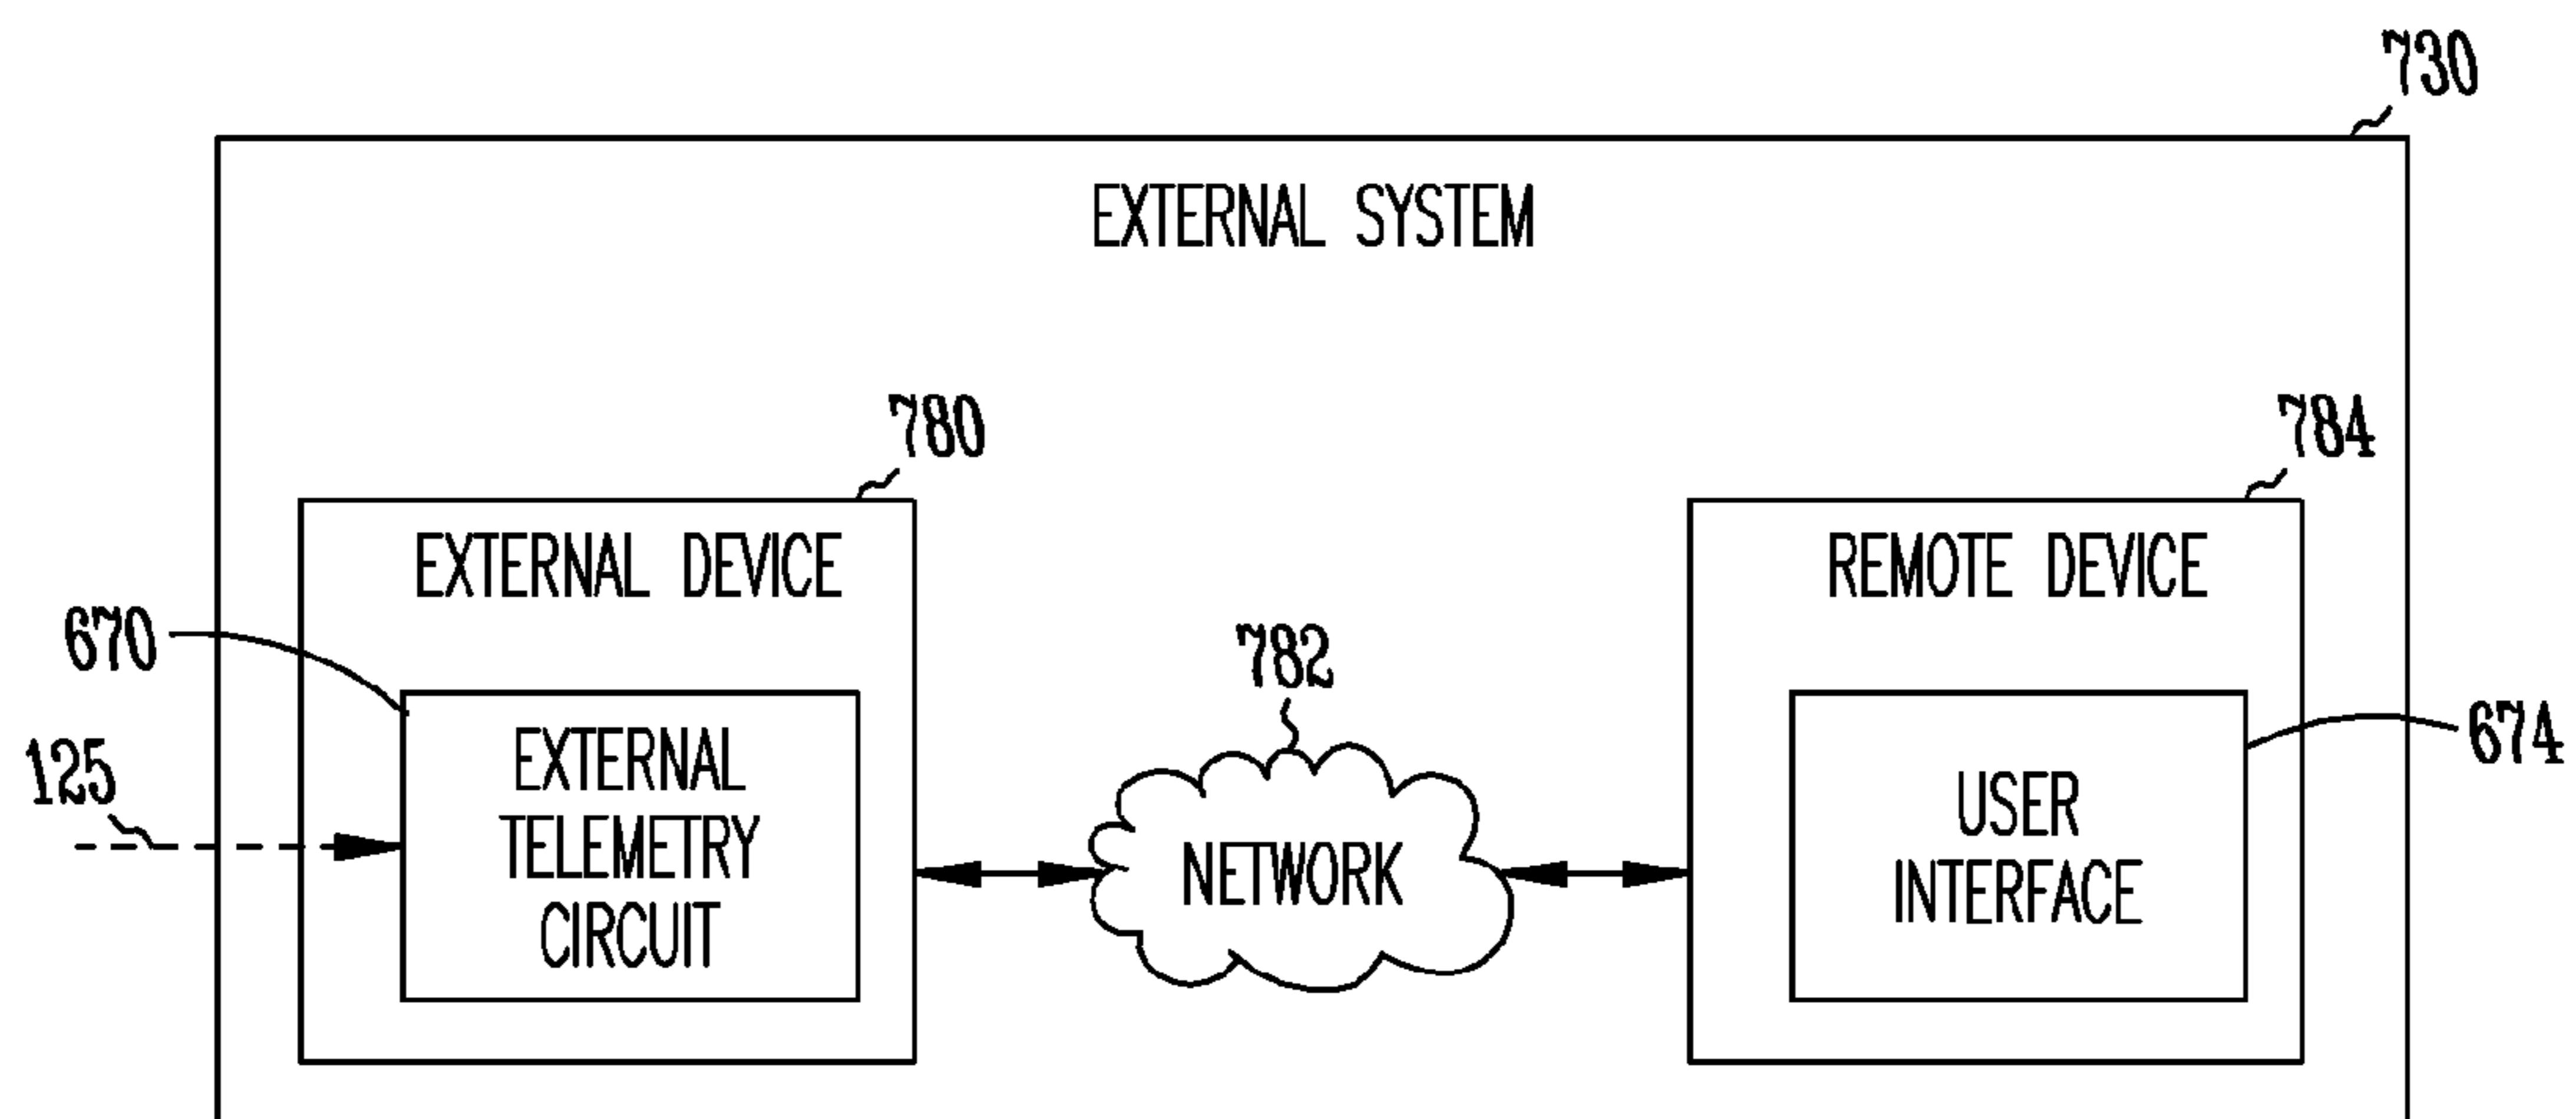 730
EXTERNAL SYSTEM
780
784
EXTERNAL DEVICE
REMOTE DEVICE
670
782
674
125
EXTERNAL
TELEMETRY
CIRCUIT
NETWORK
USER
INTERFACE